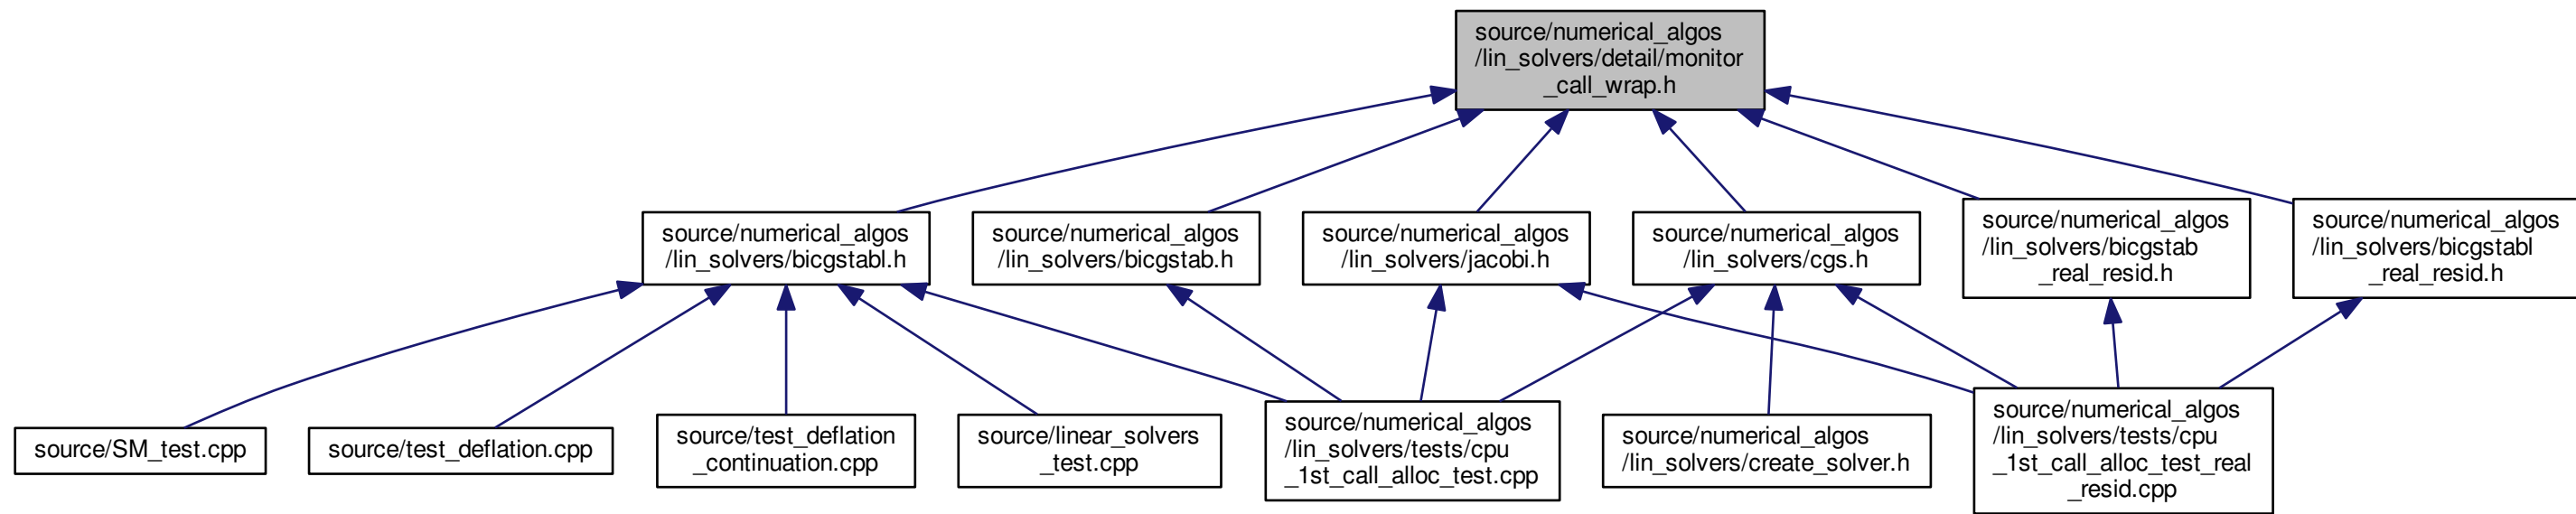 source/numerical_algos
/lin_solvers/detail/monitor
_call_wrap.h
source/numerical_algos
/lin_solvers/bicgstabl.h
source/numerical_algos
/lin_solvers/bicgstab.h
source/numerical_algos
/lin_solvers/jacobi.h
source/numerical_algos
/lin_solvers/cgs.h
source/numerical_algos
/lin_solvers/bicgstab
_real_resid.h
source/numerical_algos
/lin_solvers/bicgstabl
_real_resid.h
source/SM_test.cpp
source/test_deflation.cpp
source/test_deflation
_continuation.cpp
source/linear_solvers
_test.cpp
source/numerical_algos
/lin_solvers/tests/cpu
_1st_call_alloc_test.cpp
source/numerical_algos
/lin_solvers/create_solver.h
source/numerical_algos
/lin_solvers/tests/cpu
_1st_call_alloc_test_real
_resid.cpp